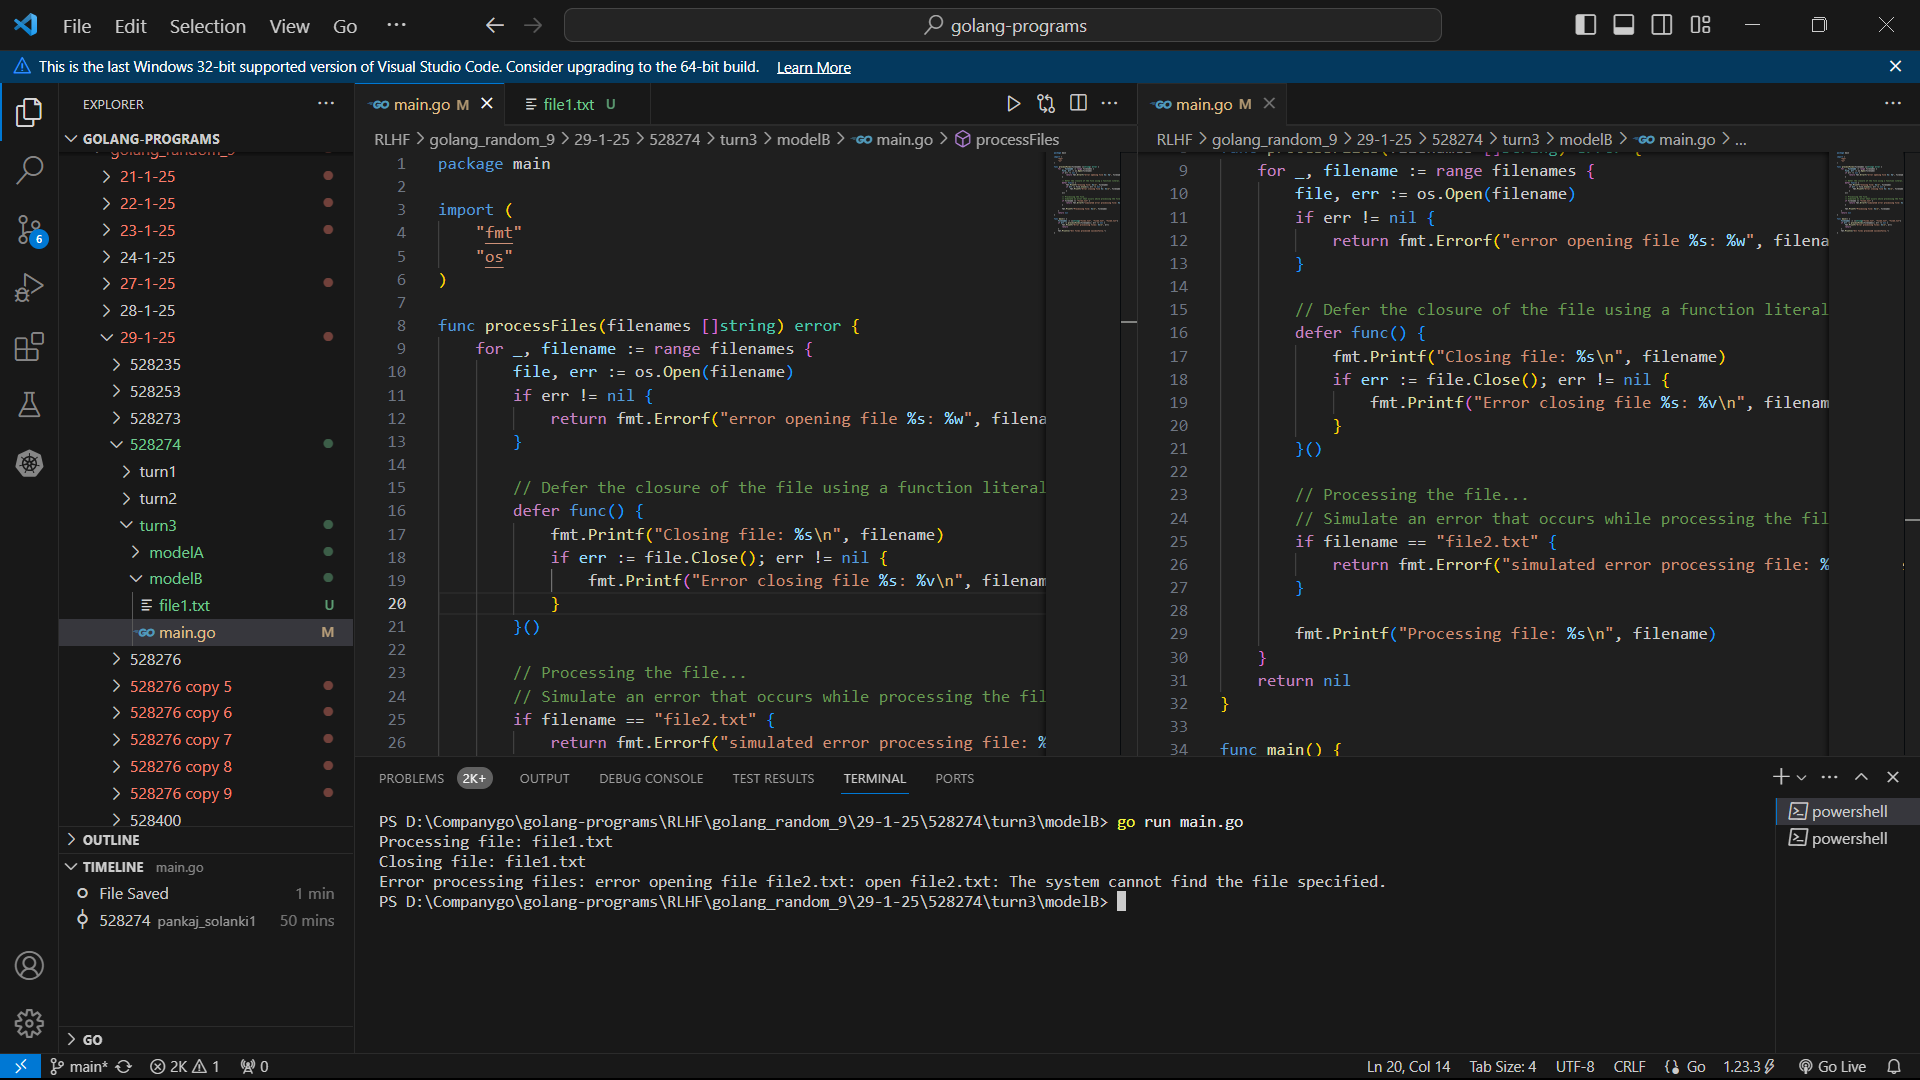 File Edit Selection View Go ··· golang-programs
This is the last Windows 32-bit supported version of Visual Studio Code. Consider upgrading to the 64-bit build. Learn More
EXPLORER
GOLANG-PROGRAMS
golang_random_9
21-1-25
22-1-25
23-1-25
24-1-25
27-1-25
28-1-25
29-1-25
528235
528253
528273
528274
turn1
turn2
turn3
modelA
modelB
file1.txt U
main.go M
528276
528276 copy 5
528276 copy 6
528276 copy 7
528276 copy 8
528276 copy 9
528400
OUTLINE
TIMELINE main.go
File Saved 1 min
528274 pankaj_solanki1 50 mins
GO
6
main.go M file1.txt U
RLHF > golang_random_9 > 29-1-25 > 528274 > turn3 > modelB > main.go > processFiles
1 package main
2
3 import (
4 "fmt"
5 "os"
6 )
7
8 func processFiles(filenames []string) error {
9 for _, filename := range filenames {
10 file, err := os.Open(filename)
11 if err != nil {
12 return fmt.Errorf("error opening file %s: %w", filena
13 }
14
15 // Defer the closure of the file using a function literal
16 defer func() {
17 fmt.Printf("Closing file: %s\n", filename)
18 if err := file.Close(); err != nil {
19 fmt.Printf("Error closing file %s: %v\n", filenam
20 }
21 }()
22
23 // Processing the file...
24 // Simulate an error that occurs while processing the fil
25 if filename == "file2.txt" {
26 return fmt.Errorf("simulated error processing file: %
main.go M
RLHF > golang_random_9 > 29-1-25 > 528274 > turn3 > modelB > main.go > ...
9 for _, filename := range filenames {
10 file, err := os.Open(filename)
11 if err != nil {
12 return fmt.Errorf("error opening file %s: %w", filena
13 }
14
15 // Defer the closure of the file using a function literal
16 defer func() {
17 fmt.Printf("Closing file: %s\n", filename)
18 if err := file.Close(); err != nil {
19 fmt.Printf("Error closing file %s: %v\n", filenam
20 }
21 }()
22
23 // Processing the file...
24 // Simulate an error that occurs while processing the fil
25 if filename == "file2.txt" {
26 return fmt.Errorf("simulated error processing file: %
27 }
28
29 fmt.Printf("Processing file: %s\n", filename)
30 }
31 return nil
32 }
33
34 func main() {
PROBLEMS 2K+ OUTPUT DEBUG CONSOLE TEST RESULTS TERMINAL PORTS
PS D:\Companygo\golang-programs\RLHF\golang_random_9\29-1-25\528274\turn3\modelB> go run main.go
Processing file: file1.txt
Closing file: file1.txt
Error processing files: error opening file file2.txt: open file2.txt: The system cannot find the file specified.
PS D:\Companygo\golang-programs\RLHF\golang_random_9\29-1-25\528274\turn3\modelB>
powershell
powershell
main* 2K 1 0 Ln 20, Col 14 Tab Size: 4 UTF-8 CRLF Go 1.23.3 Go Live